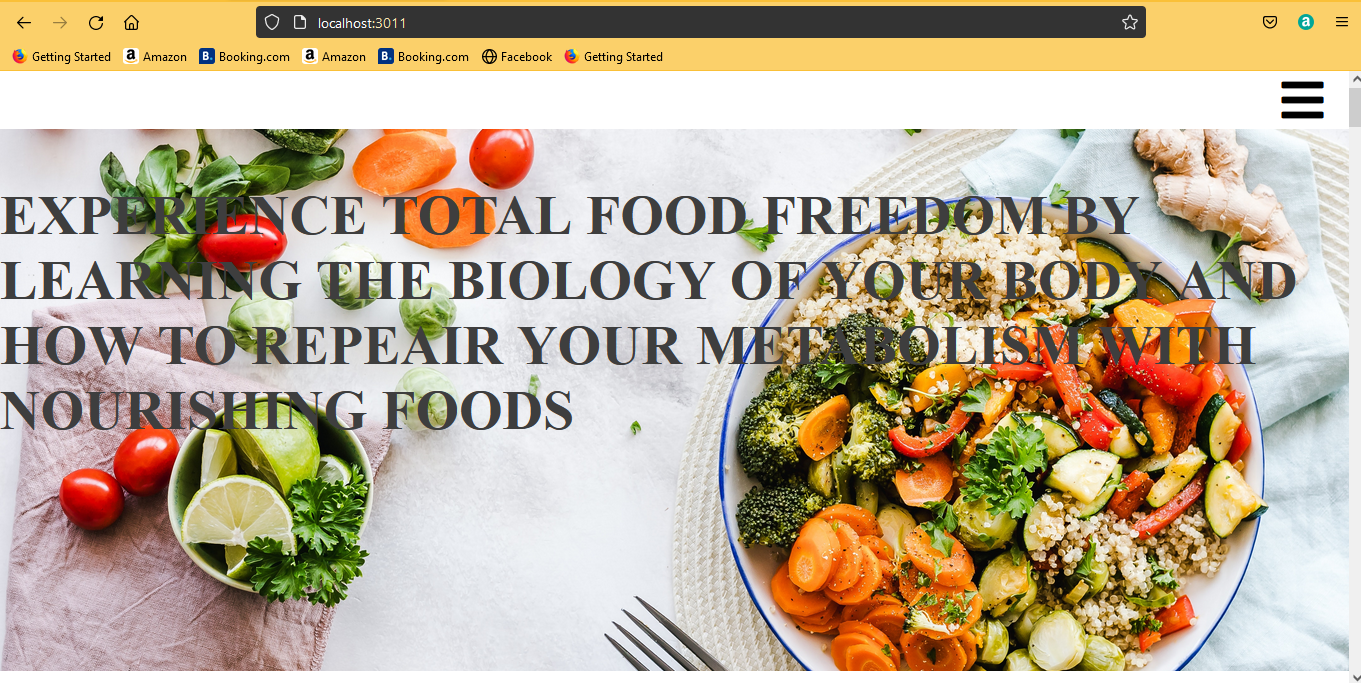 localhost:3011
Getting Started a Amazon B. Booking.com a Amazon B. Booking.com Facebook Getting Started
EXPERIENCE TOTAL FOOD FREEDOM BY
LEARNING THE BIOLOGY OF YOUR BODY AND
HOW TO REPEAIR YOUR METABOLISM WITH
NOURISHING FOODS